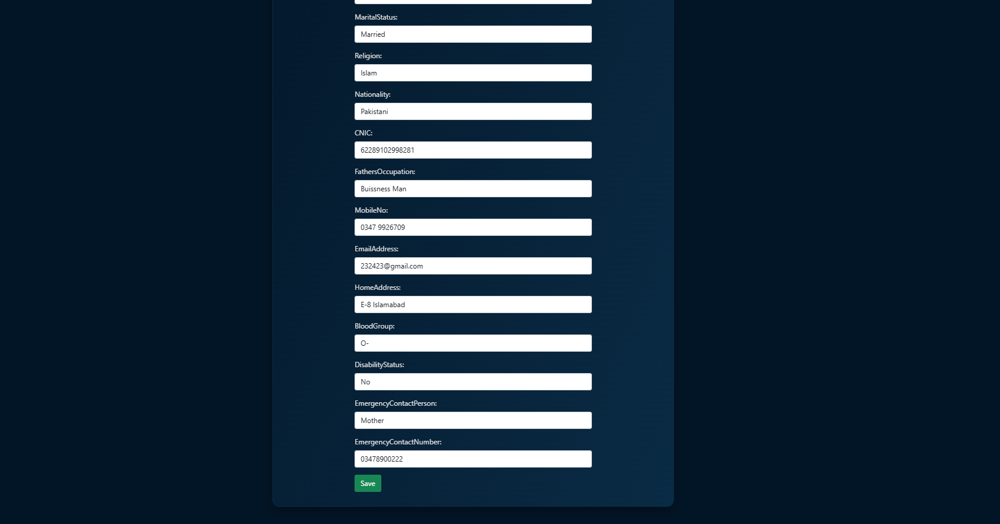 MaritalStatus:
Married
Religion:
Islam
Nationality:
Pakistani
CNIC:
62289102998281
FathersOccupation:
Buissness Man
MobileNo:
0347 9926709
EmailAddress:
232423@gmail.com
HomeAddress:
E-8 Islamabad
BloodGroup:
O-
DisabilityStatus:
No
EmergencyContactPerson:
Mother
EmergencyContactNumber:
03478900222
Save